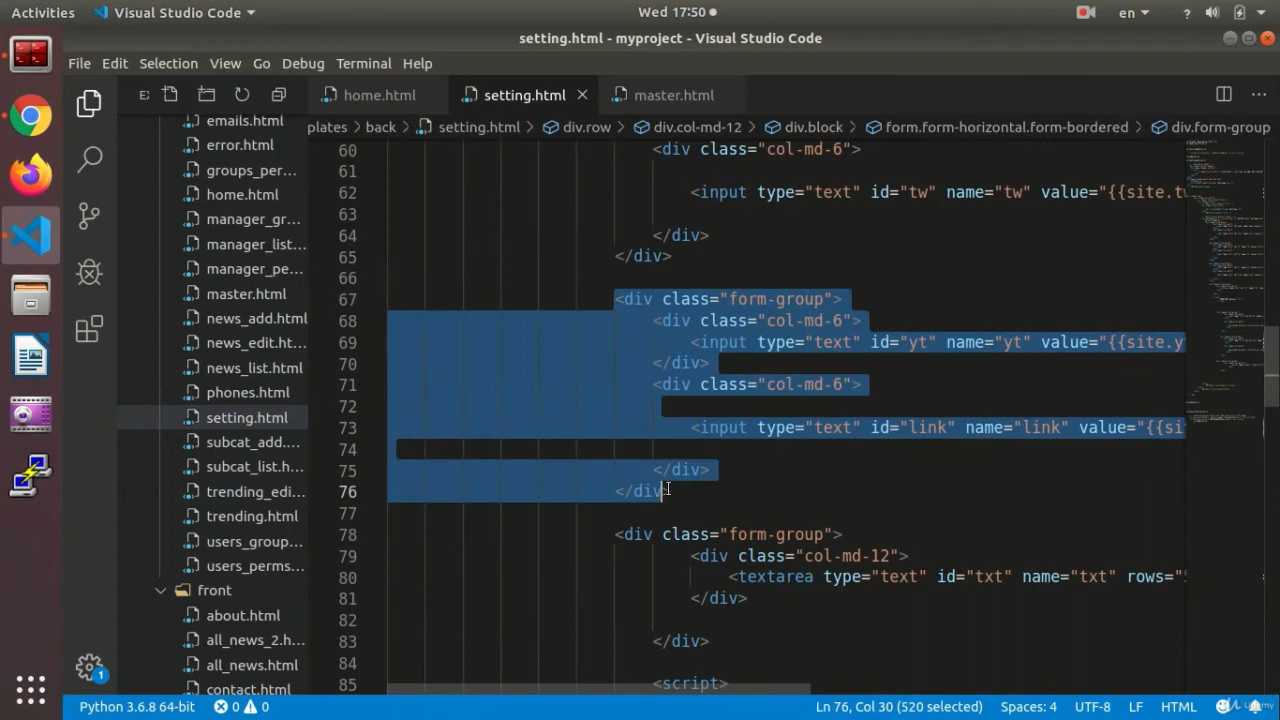 Activities Visual Studio Code Wed 17:50 en ?
setting.html - myproject - Visual Studio Code
File Edit Selection View Go Debug Terminal Help
E home.html setting.html master.html
plates back setting.html div.row div.col-md-12 div.block form.form-horizontal.form-bordered div.form-group
emails.html
error.html
groups_per...
home.html
manager_gr...
manager_list...
manager_pe...
master.html
news_add.html
news_edit.ht...
news_list.html
phones.html
setting.html
subcat_add....
subcat_list.h...
trending_edi...
trending.html
users_group...
users_perms...
front
about.html
all_news_2.h...
all_news.html
contact.html
60 <div class="col-md-6">
61
62 <input type="text" id="tw" name="tw" value="{{site.tw
63
64 </div>
65 </div>
66
67 <div class="form-group">
68 <div class="col-md-6">
69 <input type="text" id="yt" name="yt" value="{{site.y
70 </div>
71 <div class="col-md-6">
72
73 <input type="text" id="link" name="link" value="{{si
74
75 </div>
76 </div>
77
78 <div class="form-group">
79 <div class="col-md-12">
80 <textarea type="text" id="txt" name="txt" rows="5
81 </div>
82
83 </div>
84
85 <script>
1
Python 3.6.8 64-bit 0 0 Ln 76, Col 30 (520 selected) Spaces: 4 UTF-8 LF HTML
Udemy